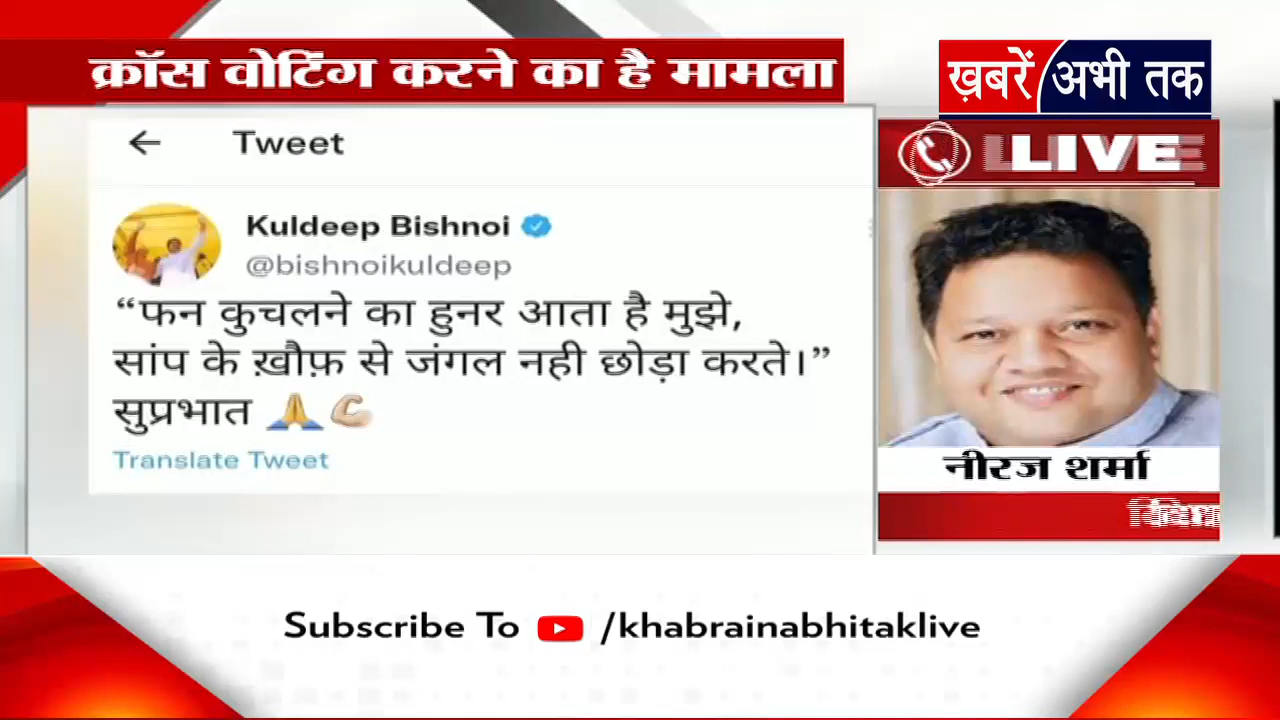 क्रॉस वोटिंग करने का है मामला
ख़बरें अभी तक
LIVE
← Tweet
Kuldeep Bishnoi
@bishnoikuldeep
“फन कुचलने का हुनर आता है मुझे,
सांप के ख़ौफ़ से जंगल नही छोड़ा करते।”
सुप्रभात 🙏💪🏻
Translate Tweet
नीरज शर्मा
Subscribe To /khabrainabhitaklive